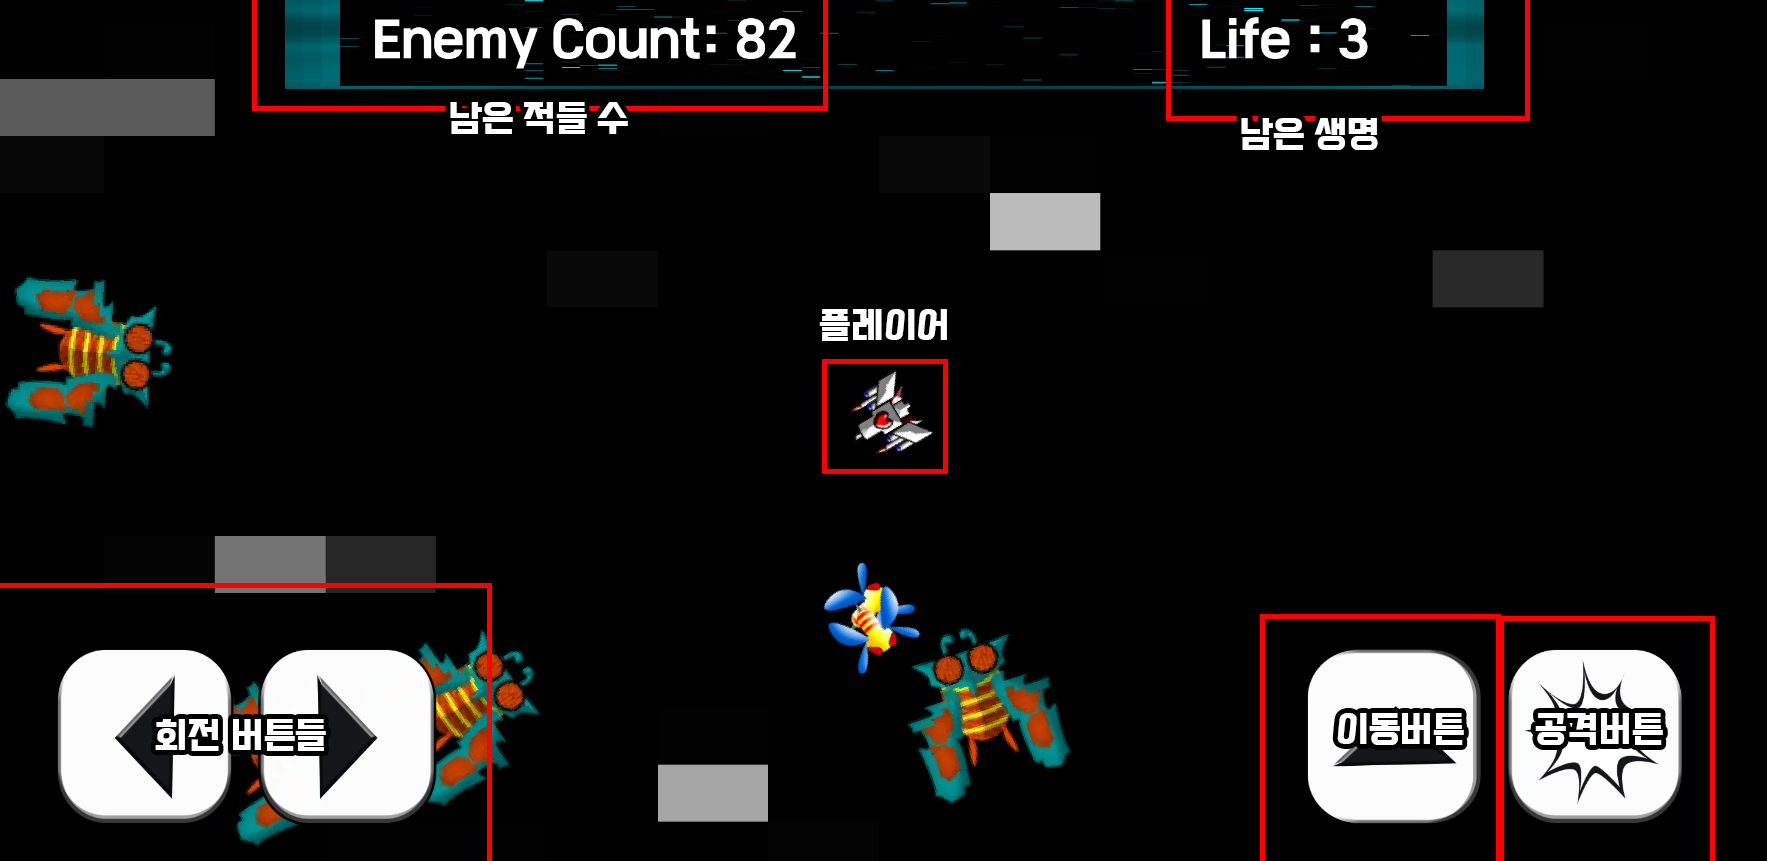 Enemy Count: 82
Life : 3
남은 적들 수
남은 생명
플레이어
회전 버튼들
이동버튼
공격버튼